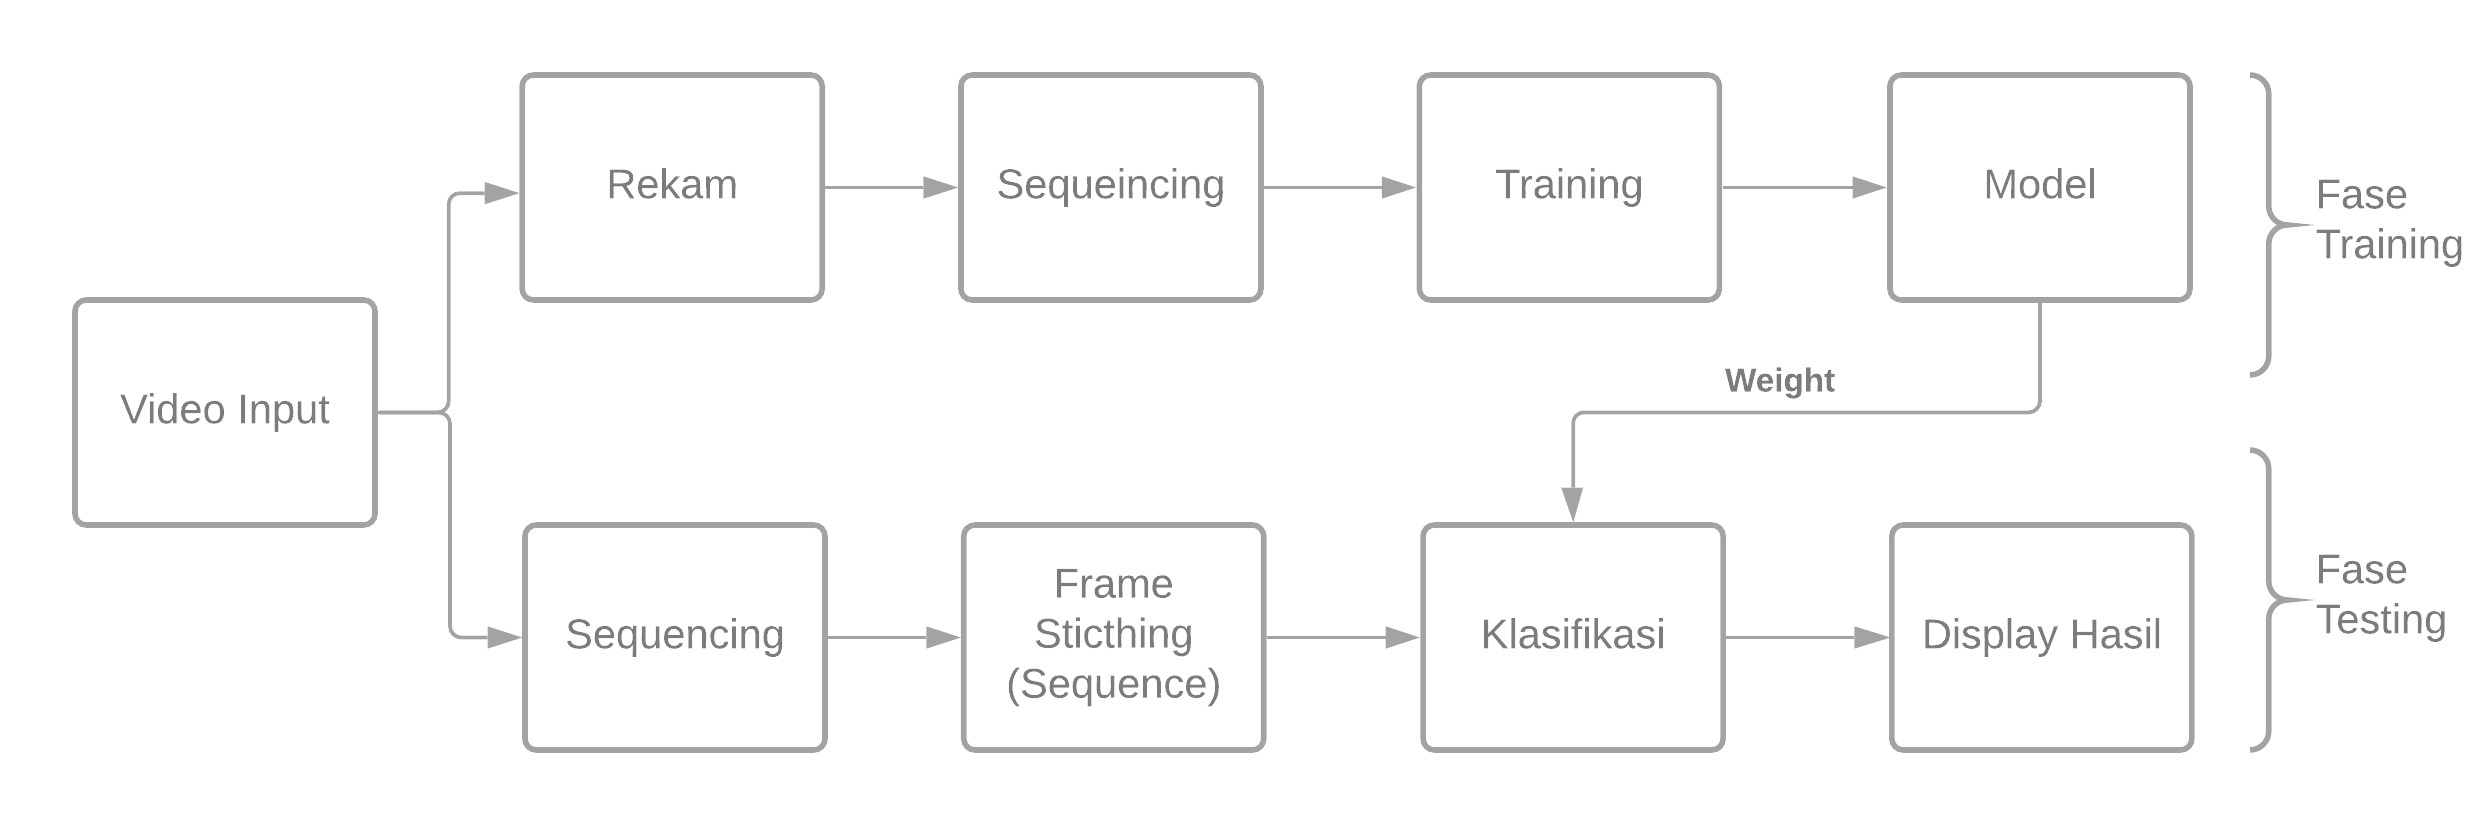 Rekam
Sequeincing
Training
Model
Fase
Training
Video Input
Weight
Sequencing
Frame
Sticthing
(Sequence)
Klasifikasi
Display Hasil
Fase
Testing